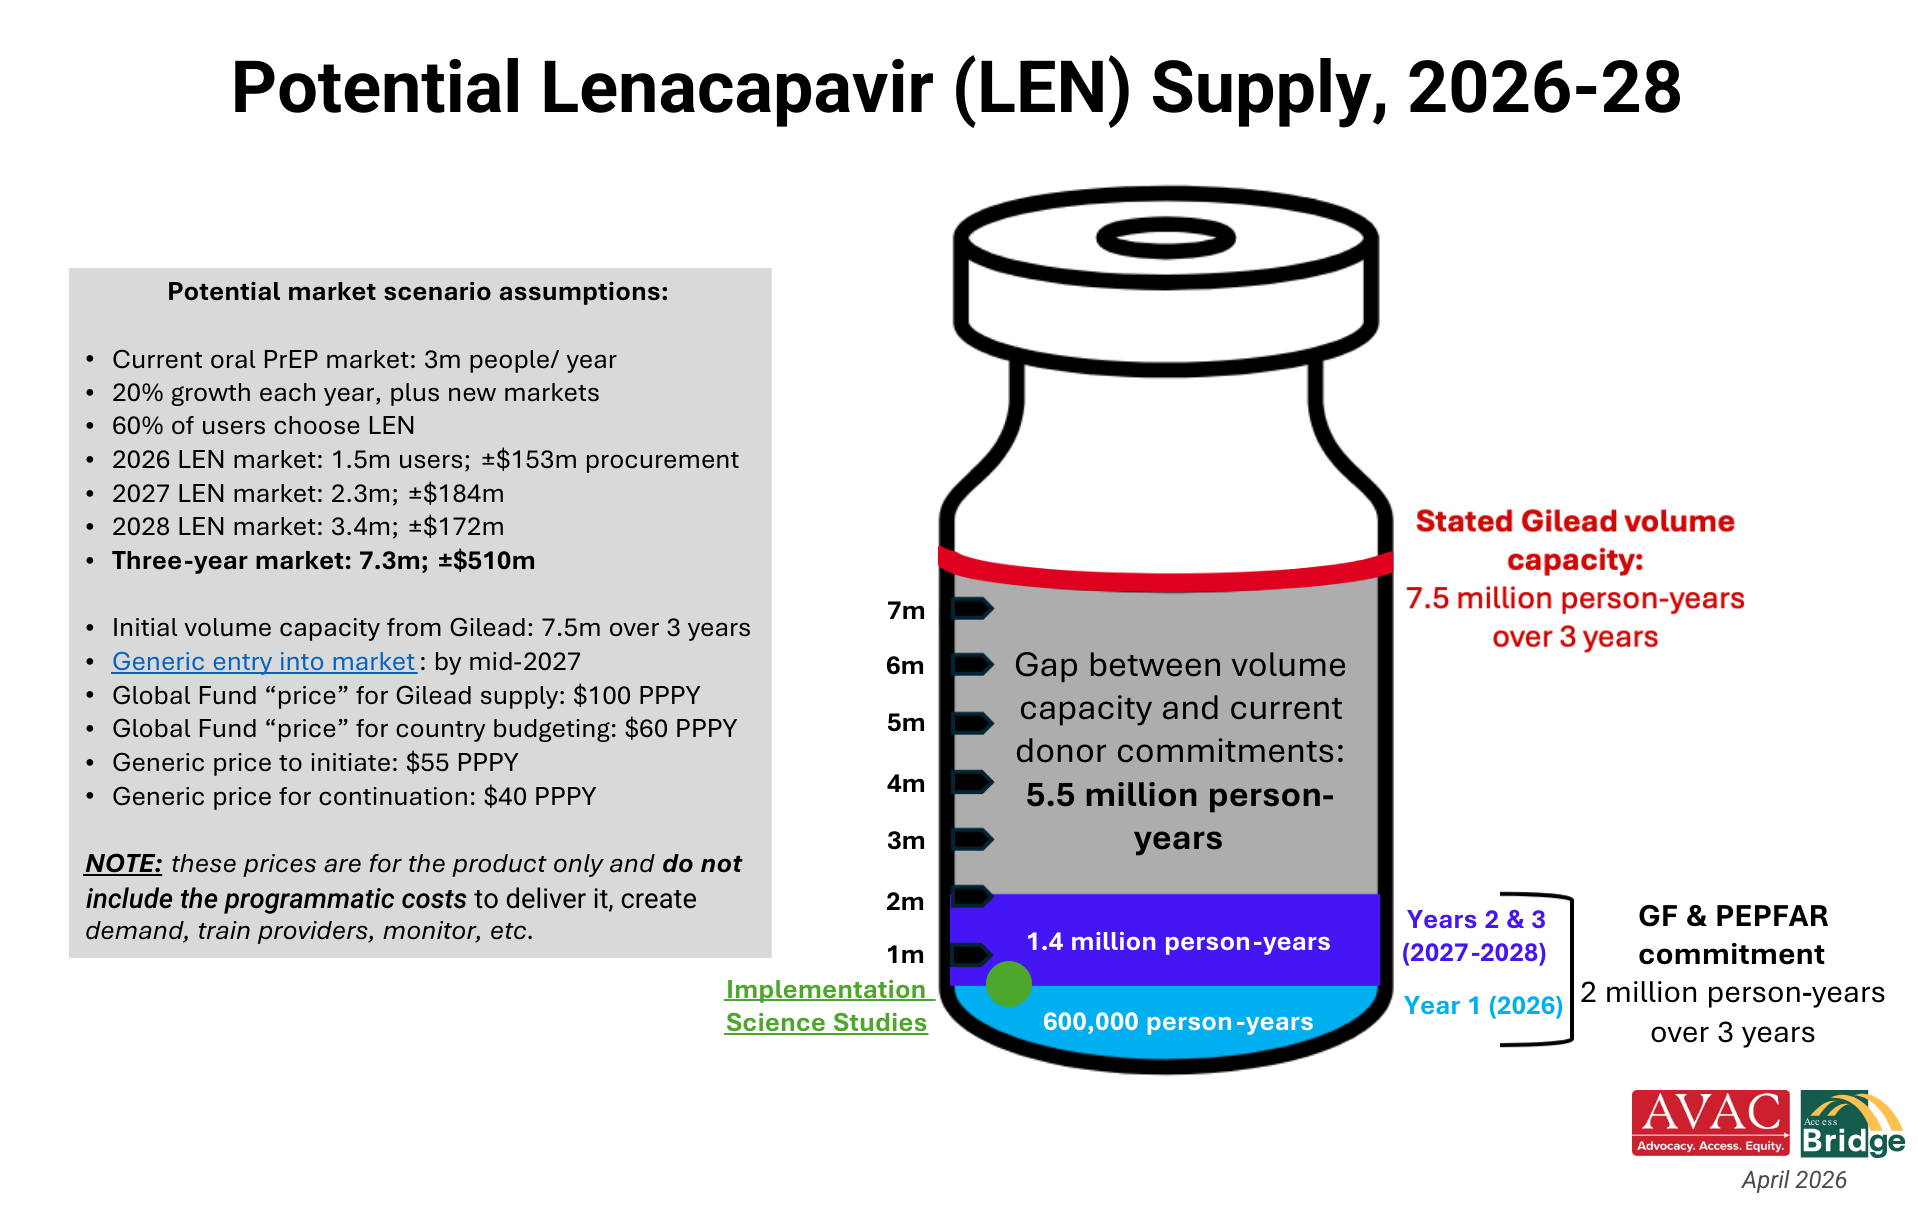 Potential Lenacapavir (LEN) Supply, 2026-28
Potential market scenario assumptions:
• Current oral PrEP market: 3m people/ year
• 20% growth each year, plus new markets
• 60% of users choose LEN
• 2026 LEN market: 1.5m users; ±$153m procurement
• 2027 LEN market: 2.3m; ±$184m
• 2028 LEN market: 3.4m; ±$172m
• Three-year market: 7.3m; ±$510m
• Initial volume capacity from Gilead: 7.5m over 3 years
• Generic entry into market: by mid-2027
• Global Fund “price” for Gilead supply: $100 PPPY
• Global Fund “price” for country budgeting: $60 PPPY
• Generic price to initiate: $55 PPPY
• Generic price for continuation: $40 PPPY
NOTE: these prices are for the product only and do not
include the programmatic costs to deliver it, create
demand, train providers, monitor, etc.
7m
6m
5m
4m
3m
2m
1m
Implementation
Science Studies
Gap between volume
capacity and current
donor commitments:
5.5 million person-
years
1.4 million person-years
600,000 person-years
Stated Gilead volume
capacity:
7.5 million person-years
over 3 years
Years 2 & 3
(2027-2028)
Year 1 (2026)
GF & PEPFAR
commitment
2 million person-years
over 3 years
AVAC
Advocacy. Access. Equity.
Access
Bridge
April 2026